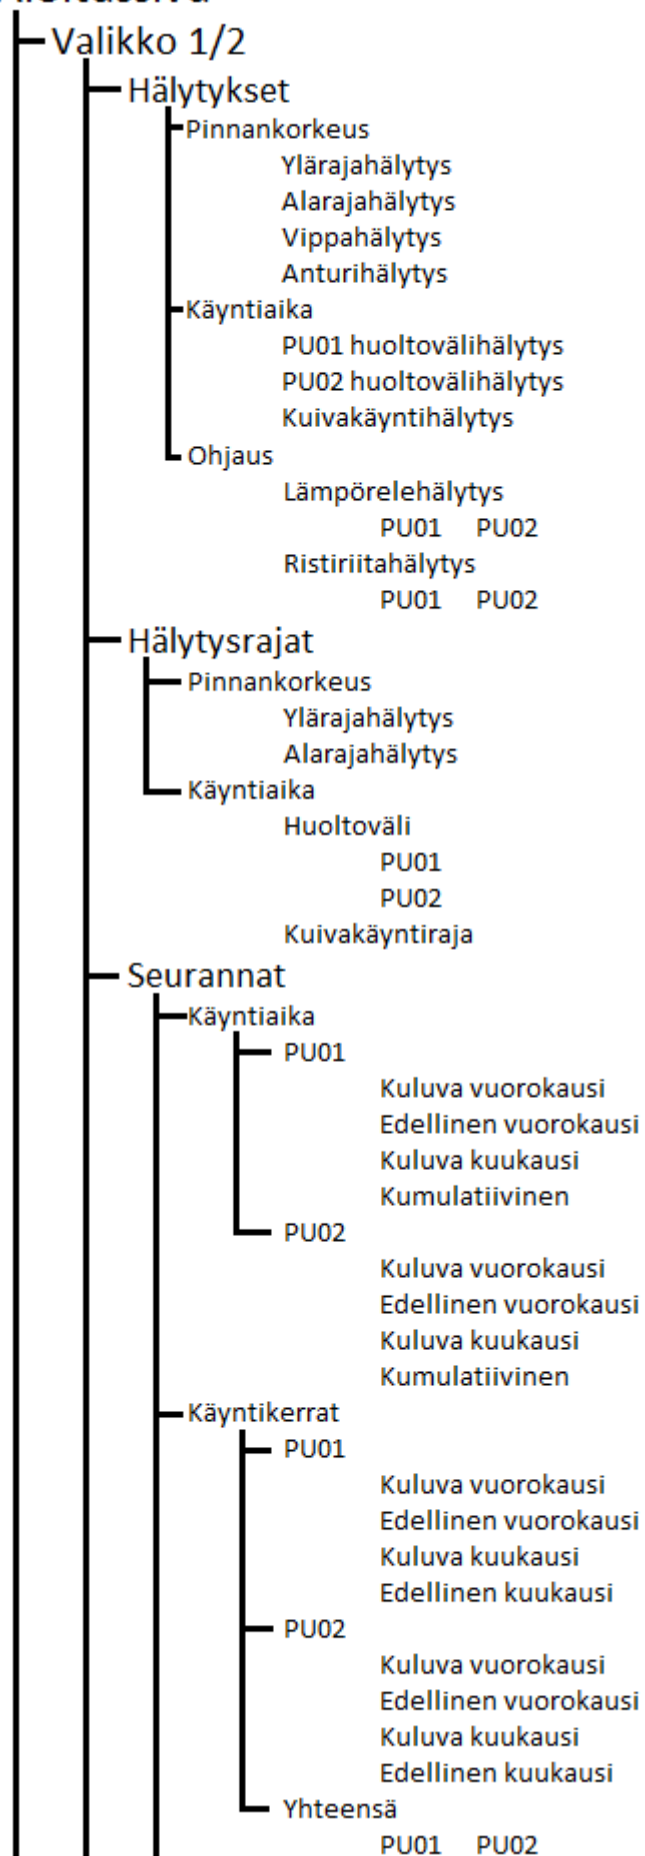 Valikko 1/2
Hälytykset
Pinnankorkeus
Ylärajahälytys
Alarajahälytys
Vippahälytys
Anturihälytys
Käyntiaika
PU01 huoltovälihälytys
PU02 huoltovälihälytys
Kuivakäyntihälytys
Ohjaus
Lämpörelehälytys
PU01 PU02
Ristiriitahälytys
PU01 PU02
Hälytysrajat
Pinnankorkeus
Ylärajahälytys
Alarajahälytys
Käyntiaika
Huoltoväli
PU01
PU02
Kuivakäyntiraja
Seurannat
Käyntiaika
PU01
Kuluva vuorokausi
Edellinen vuorokausi
Kuluva kuukausi
Kumulatiivinen
PU02
Kuluva vuorokausi
Edellinen vuorokausi
Kuluva kuukausi
Kumulatiivinen
Käyntikerrat
PU01
Kuluva vuorokausi
Edellinen vuorokausi
Kuluva kuukausi
Edellinen kuukausi
PU02
Kuluva vuorokausi
Edellinen vuorokausi
Kuluva kuukausi
Edellinen kuukausi
Yhteensä
PU01 PU02